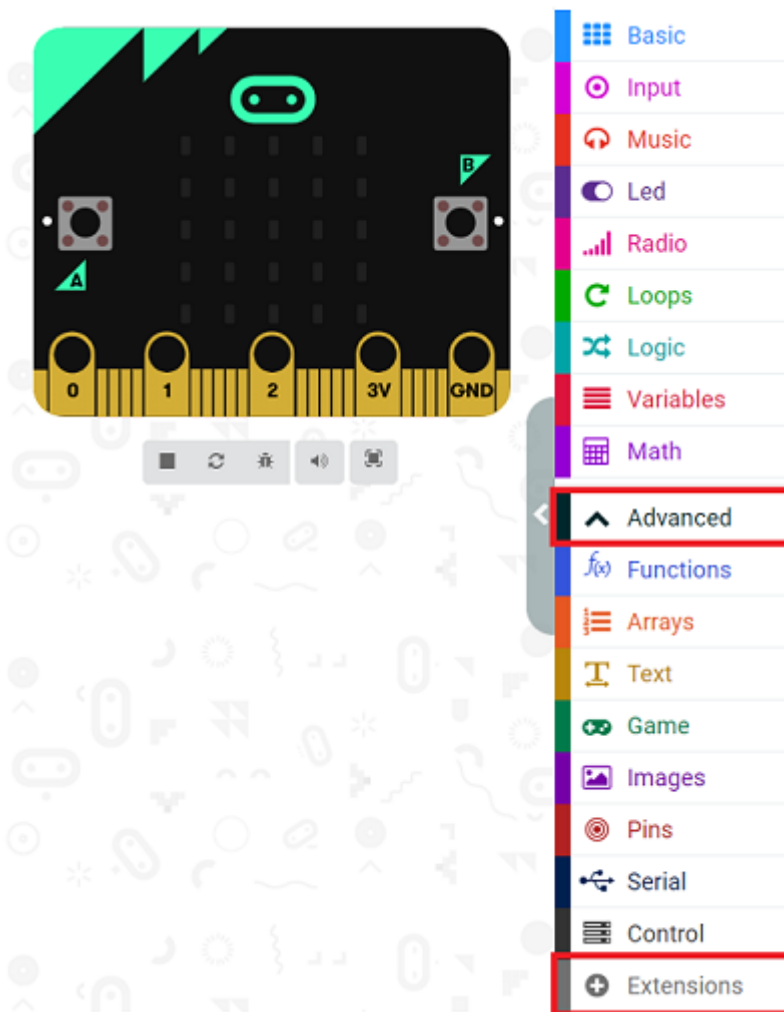 B
A
0 1 2 3V GND
Basic
Input
Music
Led
Radio
Loops
Logic
Variables
Math
Advanced
f(x) Functions
Arrays
Text
Game
Images
Pins
Serial
Control
Extensions